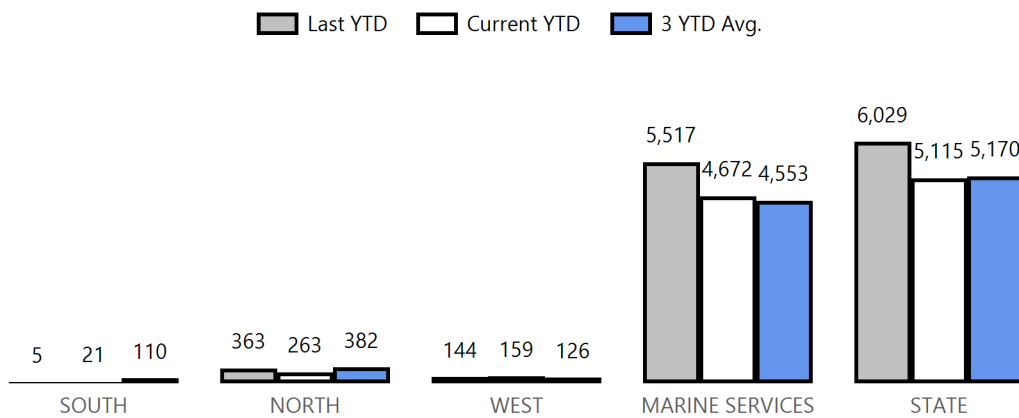 Last YTD Current YTD 3 YTD Avg.
6,029
5,517
5,115 5,170
4,672 4,553
363 263 382
5 21 110 144 159 126
SOUTH NORTH WEST MARINE SERVICES STATE